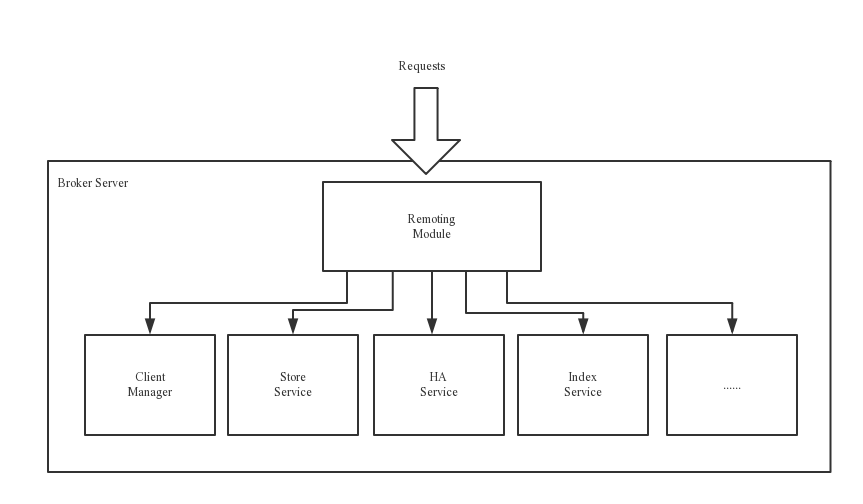 Requests
Broker Server
Remoting
Module
Client
Manager
Store
Service
HA
Service
Index
Service
......